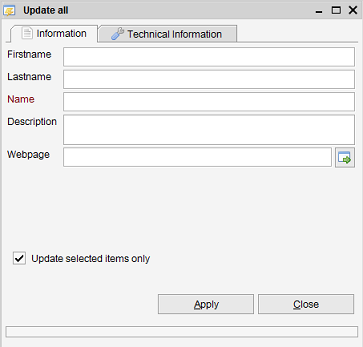 Update all
Information
Technical Information
Firstname
Lastname
Name
Description
Webpage
Update selected items only
Apply
Close